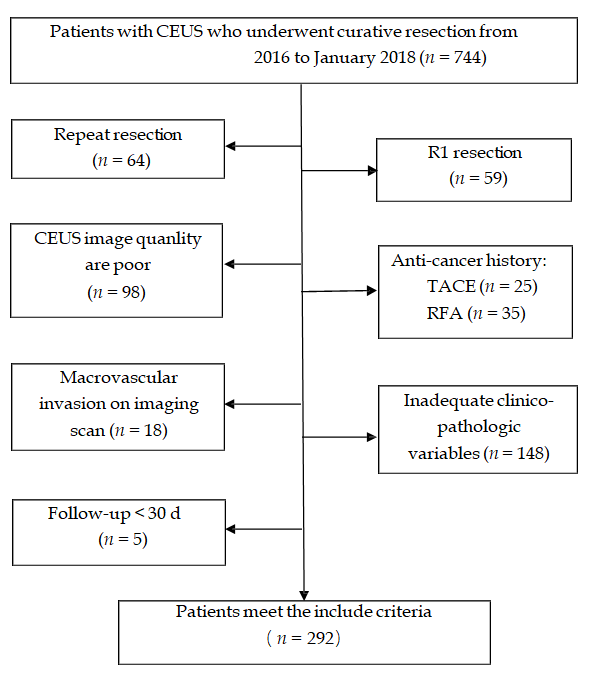 Patients with CEUS who underwent curative resection from
2016 to January 2018 (n = 744)
Repeat resection
(n = 64)
R1 resection
(n = 59)
CEUS image quanlity
are poor
(n = 98)
Anti-cancer history:
TACE (n = 25)
RFA (n = 35)
Macrovascular
invasion on imaging
scan (n = 18)
Inadequate clinico-
pathologic
variables (n = 148)
Follow-up < 30 d
(n = 5)
Patients meet the include criteria
( n = 292)